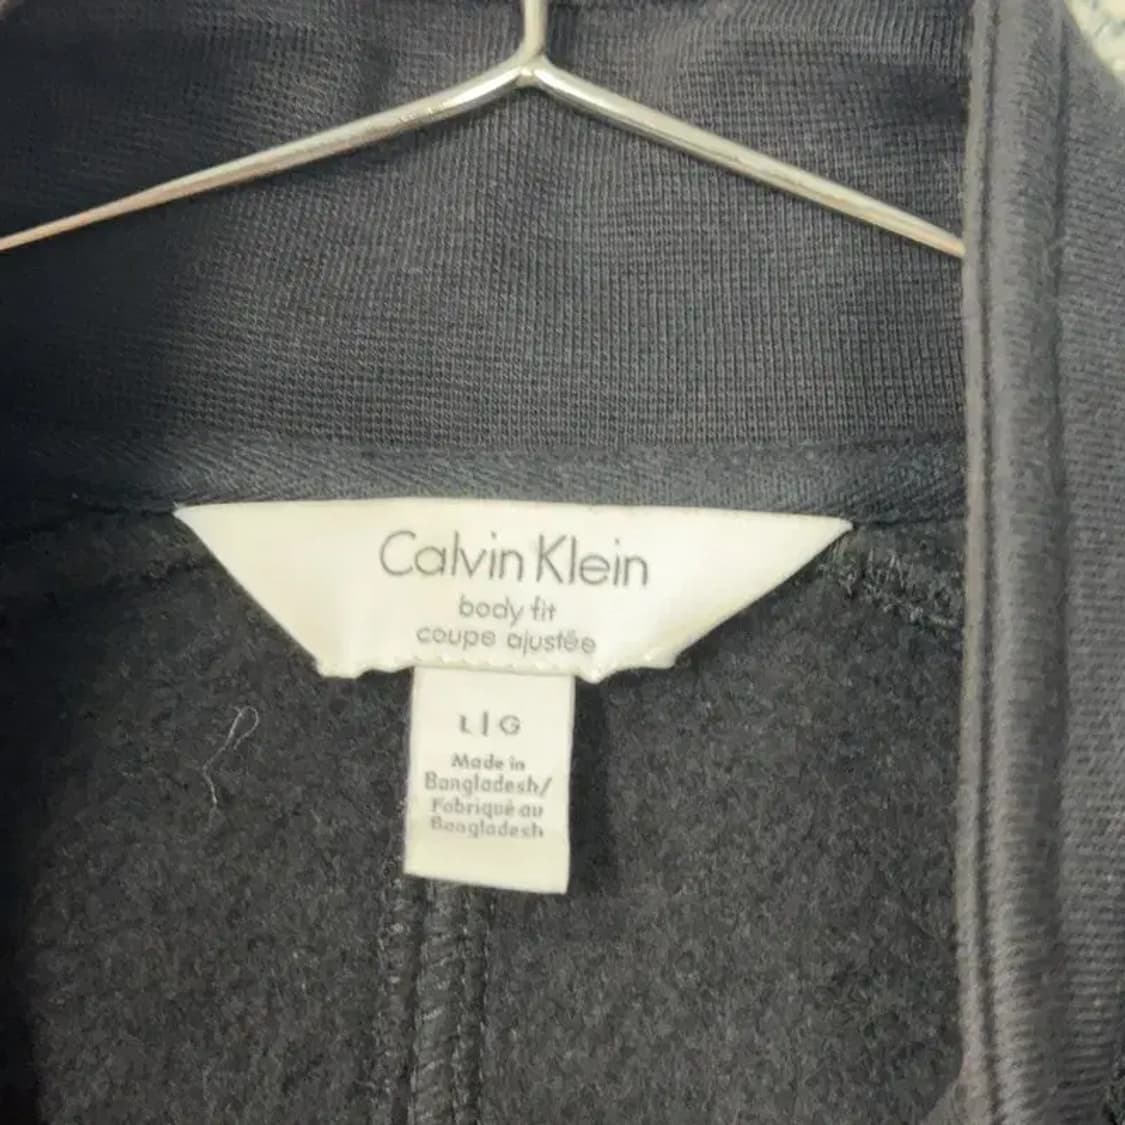 Calvin Klein
body fit
coupe ajustée
L | G
Made in
Bangladesh/
Fabriqué au
Bangladesh